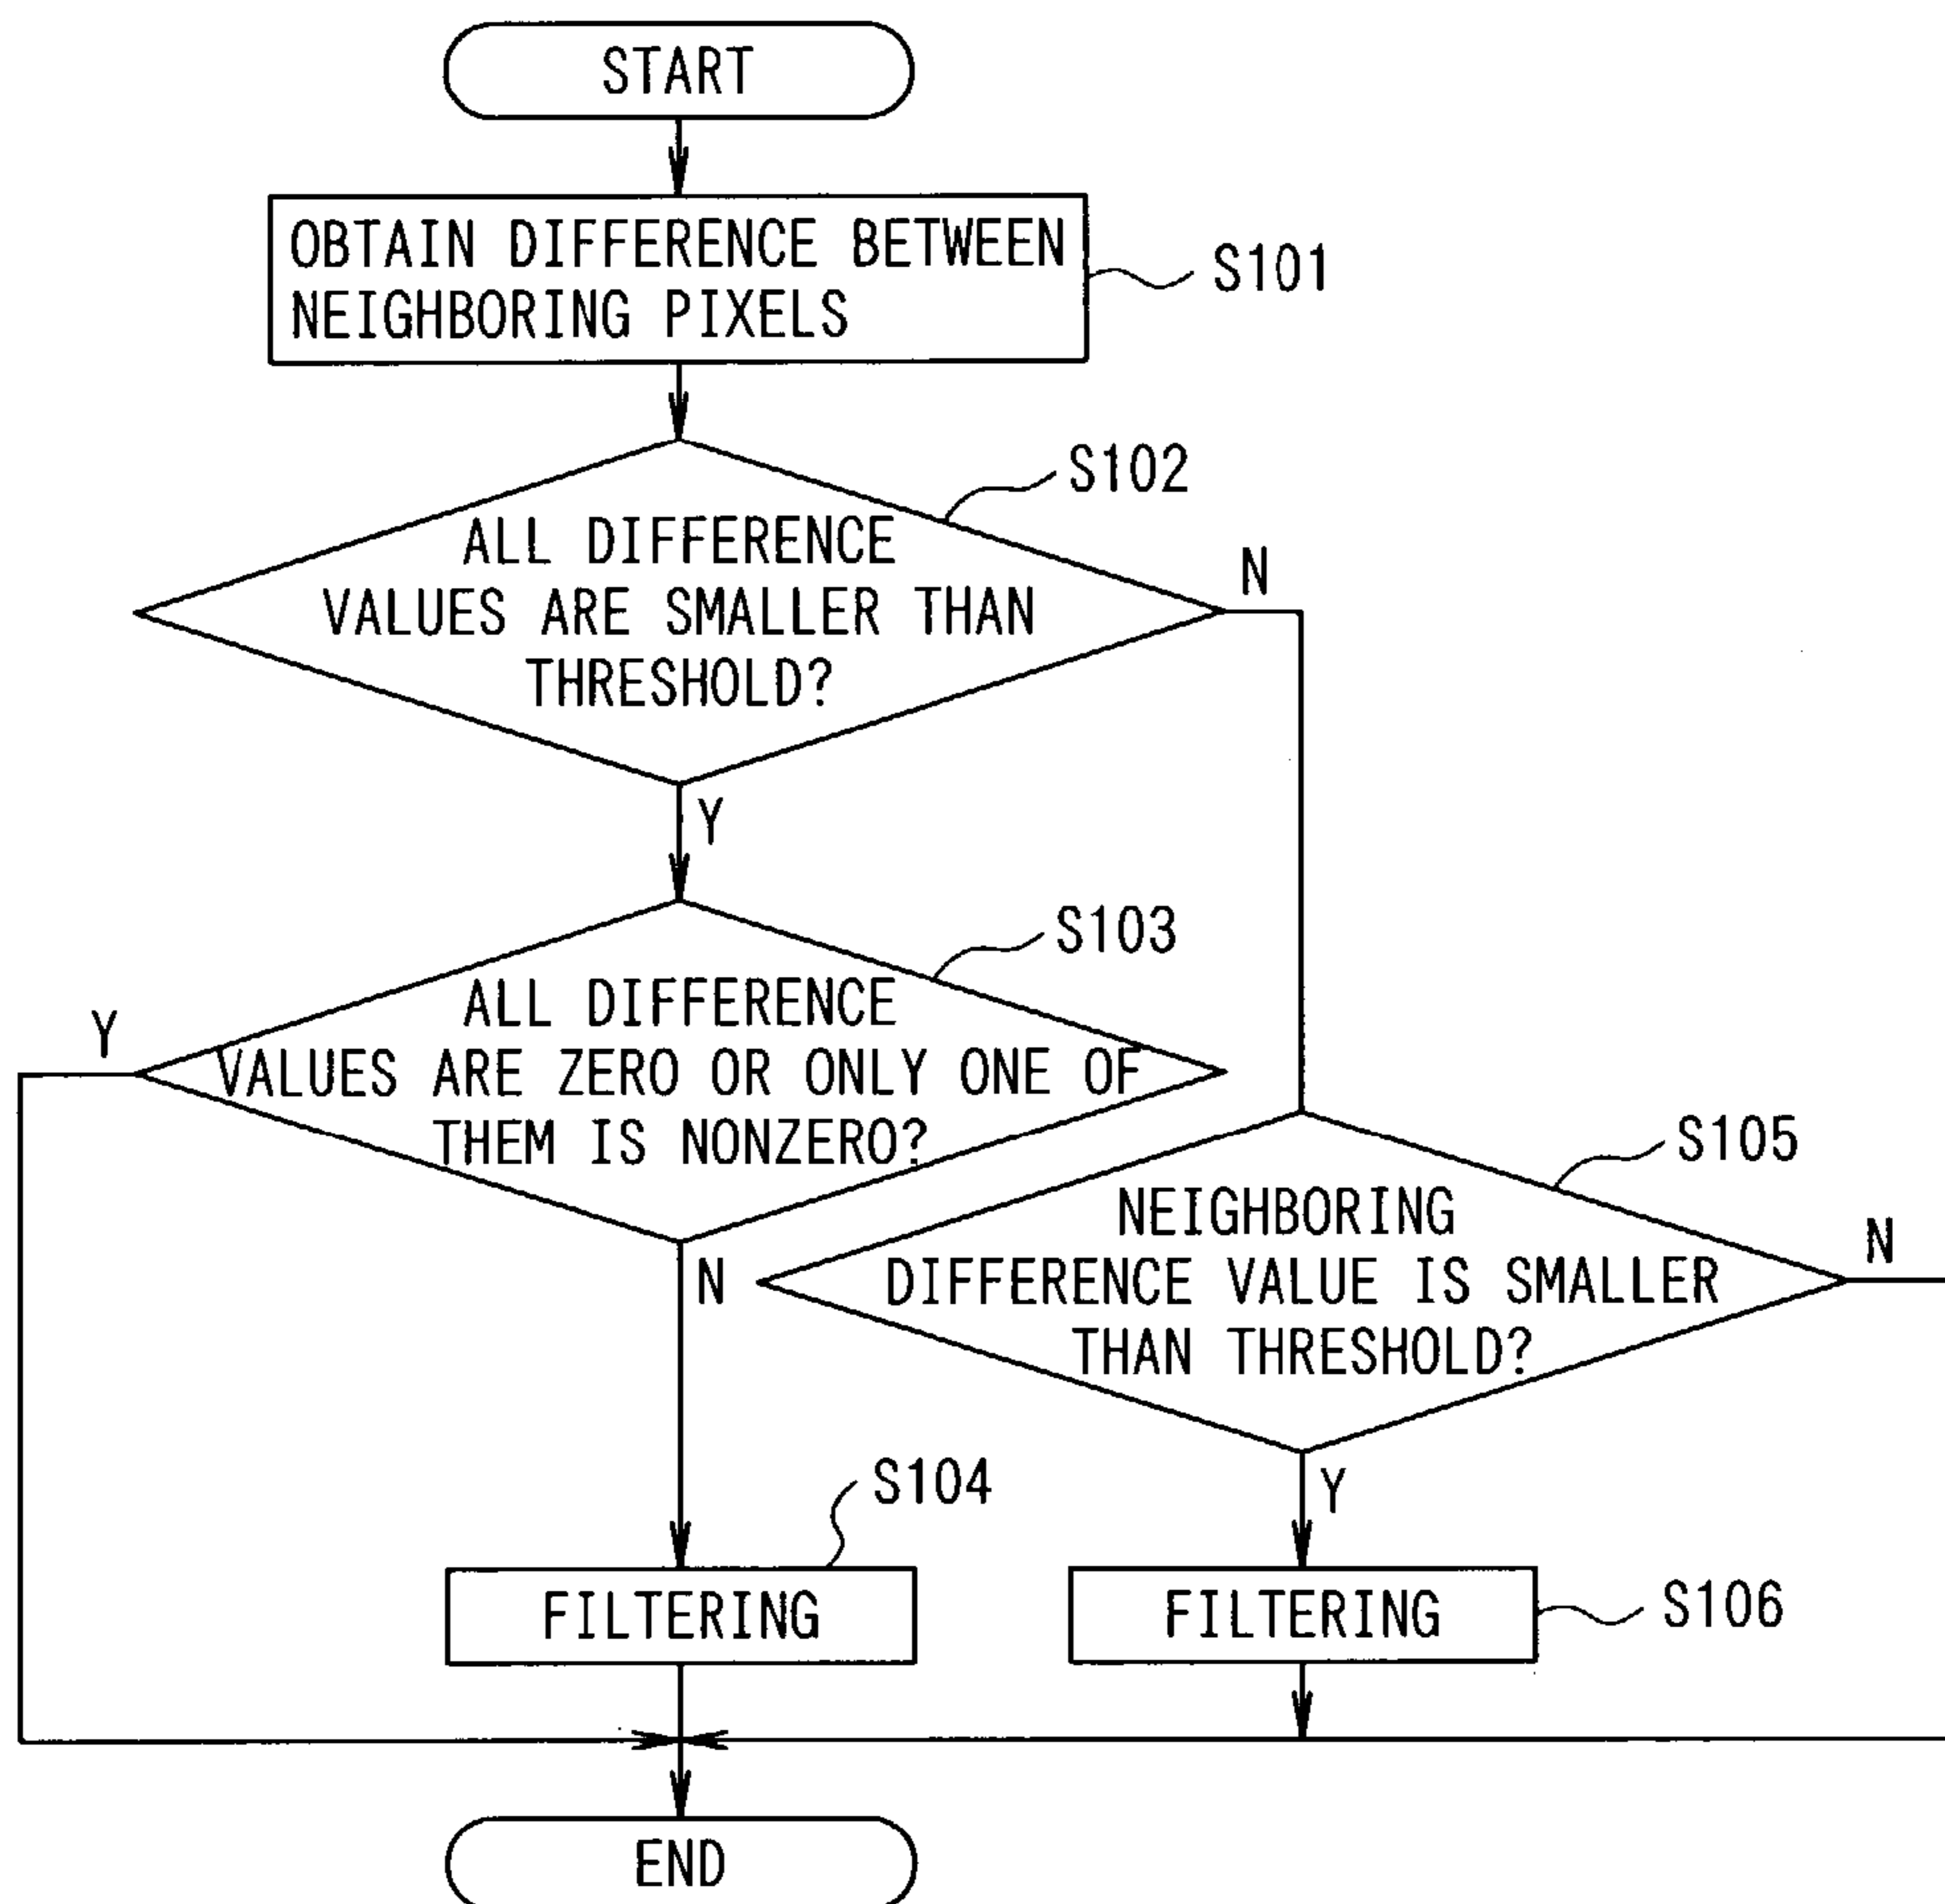 START
OBTAIN DIFFERENCE BETWEEN
NEIGHBORING PIXELS
S101
S102
ALL DIFFERENCE
VALUES ARE SMALLER THAN
THRESHOLD?
N
Y
S103
ALL DIFFERENCE
VALUES ARE ZERO OR ONLY ONE OF
THEM IS NONZERO?
Y
N
S105
NEIGHBORING
DIFFERENCE VALUE IS SMALLER
THAN THRESHOLD?
N
Y
S104
FILTERING
FILTERING
S106
END